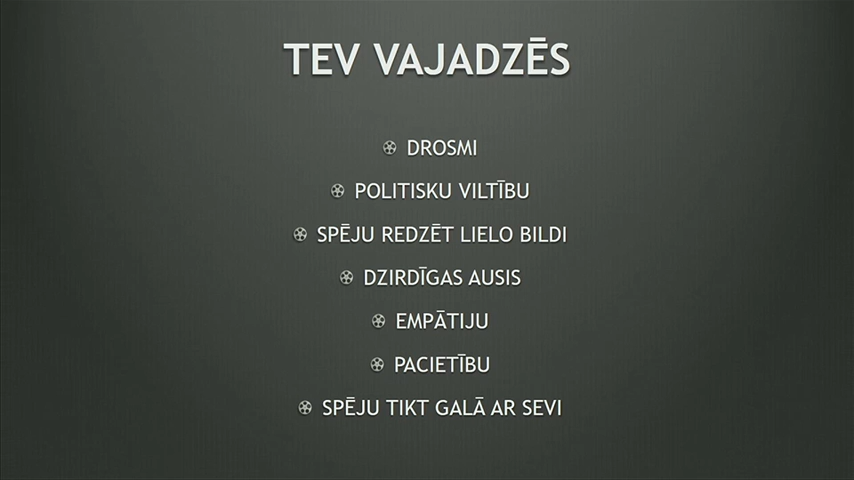 TEV VAJADZĒS
DROSMI
POLITISKU VILTĪBU
SPĒJU REDZĒT LIELO BILDI
DZIRDĪGAS AUSIS
EMPĀTIJU
PACIETĪBU
SPĒJU TIKT GALĀ AR SEVI